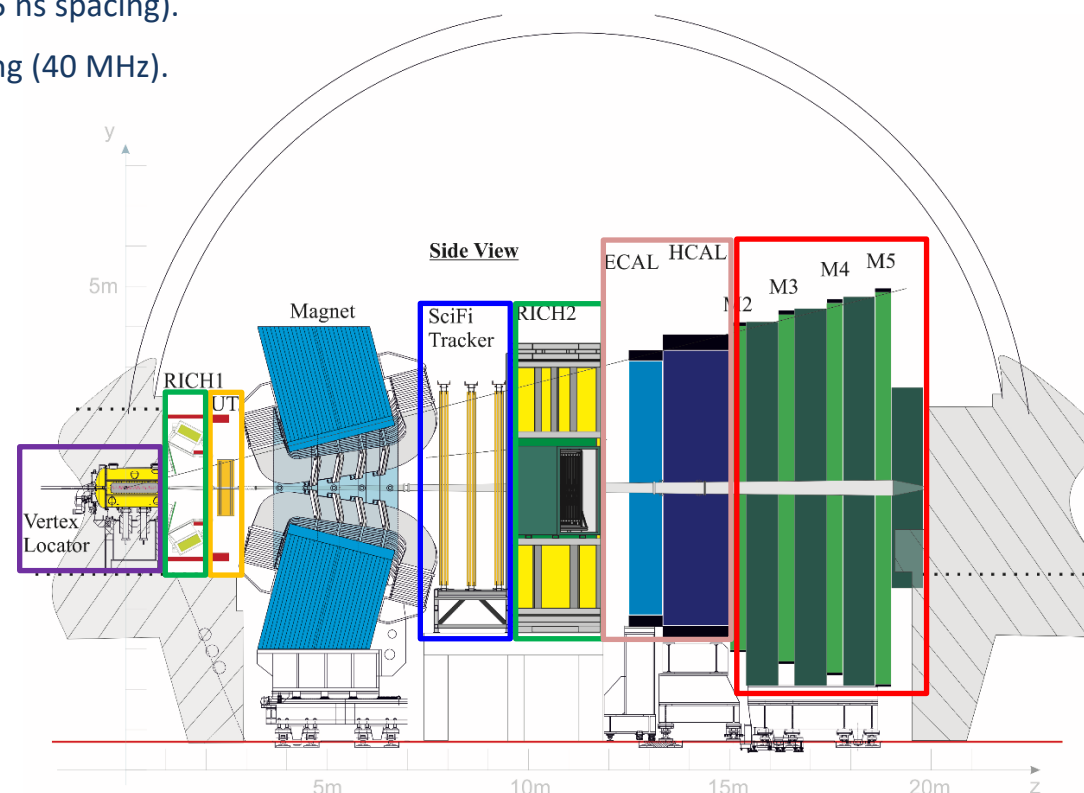 ns spacing).
(40 MHz).
y
Side View
ECAL
HCAL
M5
M4
M3
M2
5m
Magnet
SciFi
Tracker
RICH2
RICH1
UT
Vertex
Locator
5m
10m
15m
20m
z